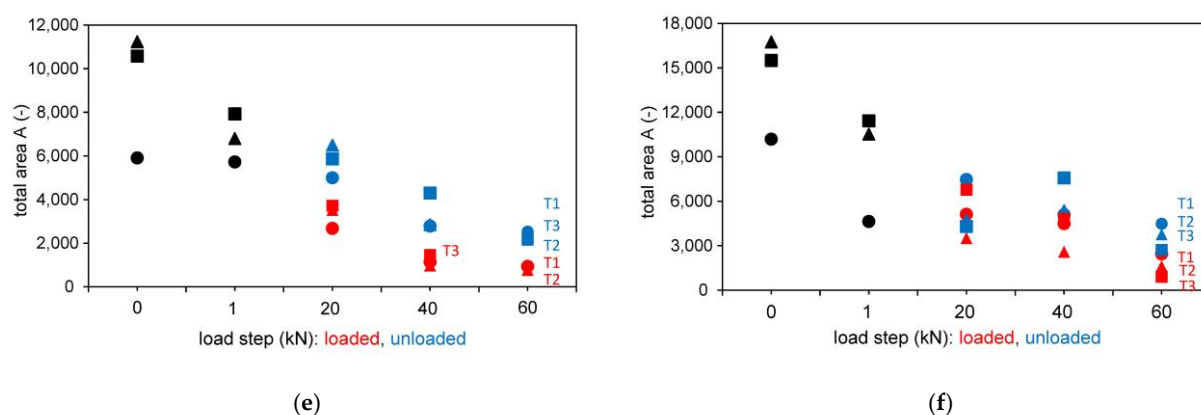 12,000
10,000
8,000
6,000
4,000
2,000
0
total area A (-)
T1
T3
T2
T3
T1
T2
0 1 20 40 60
load step (kN): loaded, unloaded
(e)
18,000
15,000
12,000
9,000
6,000
3,000
0
total area A (-)
T1
T2
T3
T1
T2
T3
0 1 20 40 60
load step (kN): loaded, unloaded
(f)